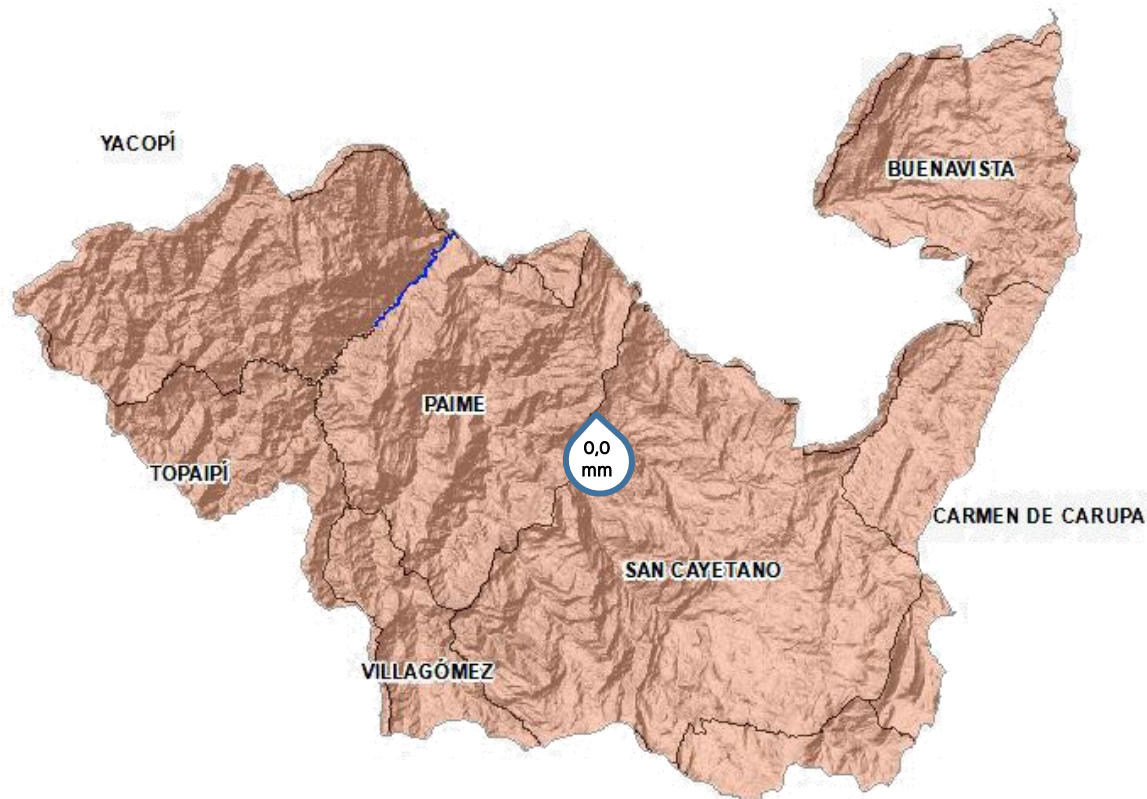 YACOPÍ
BUENAVISTA
PAIME
0,0
mm
TOPAIPÍ
CARMEN DE CARUPA
SAN CAYETANO
VILLAGÓMEZ